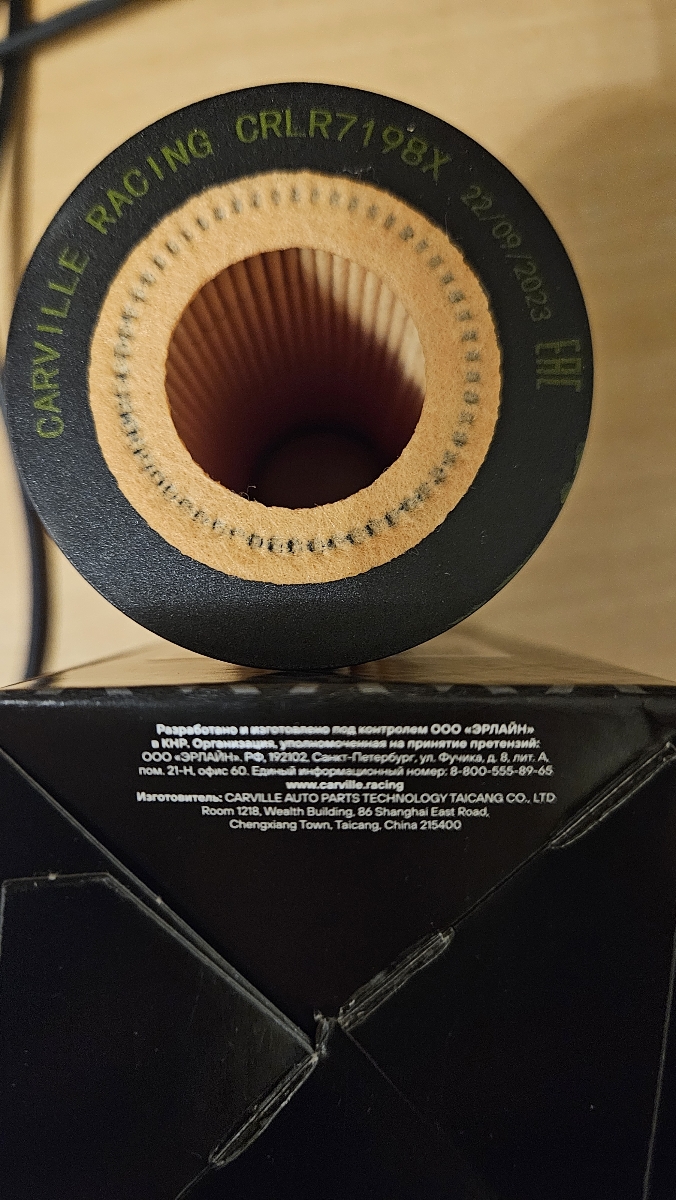 CARVILLE RACING CRLR7198X 22/09/2023 EAC
Разработано и изготовлено под контролем ООО «ЭРЛАЙН»
в КНР. Организация, уполномоченная на принятие претензий:
ООО «ЭРЛАЙН». РФ, 192102, Санкт-Петербург, ул. Фучика, д. 8, лит. А,
пом. 21-Н, офис 60. Единый информационный номер: 8-800-555-89-65
www.carville.racing
Изготовитель: CARVILLE AUTO PARTS TECHNOLOGY TAICANG CO., LTD
Room 1218, Wealth Building, 86 Shanghai East Road,
Chengxiang Town, Taicang, China 215400